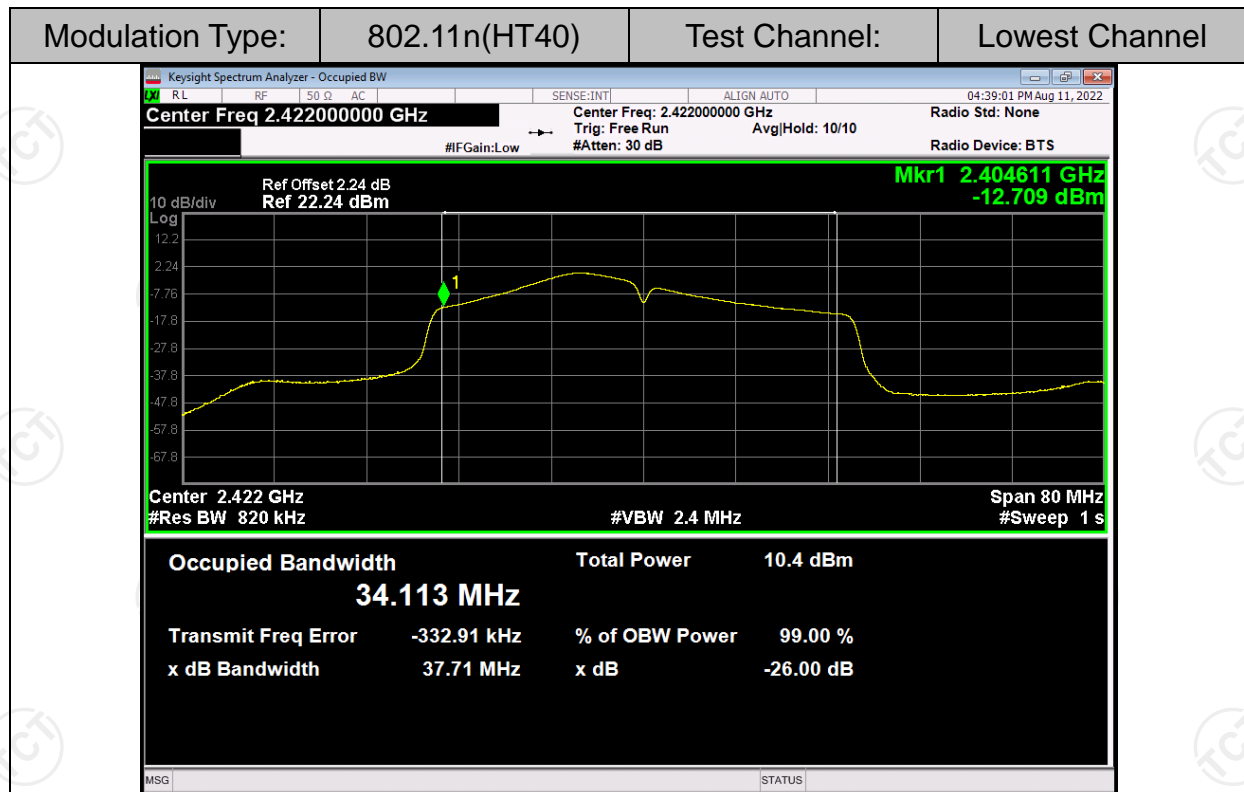 Modulation Type: 802.11n(HT40) Test Channel: Lowest Channel
Keysight Spectrum Analyzer - Occupied BW
LXI RL RF 50 Ω AC SENSE:INT ALIGN AUTO 04:39:01 PM Aug 11, 2022
Center Freq 2.422000000 GHz Center Freq: 2.422000000 GHz Radio Std: None
Trig: Free Run Avg|Hold: 10/10
#IFGain:Low #Atten: 30 dB Radio Device: BTS
Mkr1 2.404611 GHz
-12.709 dBm
Ref Offset 2.24 dB
10 dB/div Ref 22.24 dBm
Log
12.2
2.24
-7.76
-17.8
-27.8
-37.8
-47.8
-57.8
-67.8
1
Center 2.422 GHz Span 80 MHz
#Res BW 820 kHz #VBW 2.4 MHz #Sweep 1 s
Occupied Bandwidth Total Power 10.4 dBm
34.113 MHz
Transmit Freq Error -332.91 kHz % of OBW Power 99.00 %
x dB Bandwidth 37.71 MHz x dB -26.00 dB
MSG STATUS
TCT
TCT
TCT
TCT
TCT
TCT